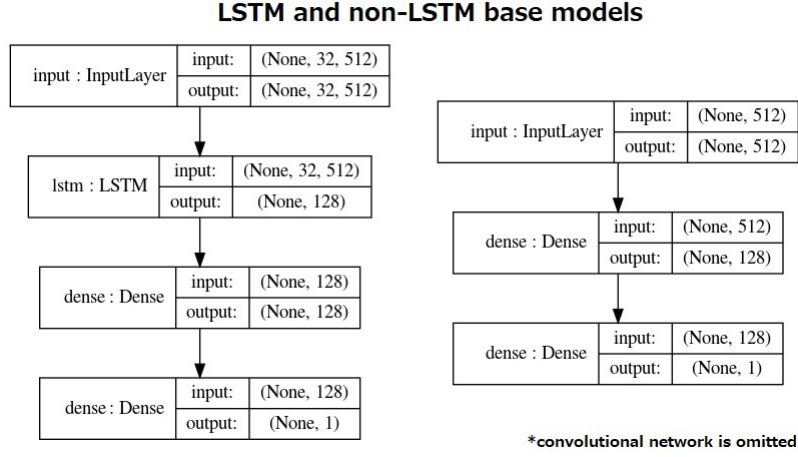 LSTM and non-LSTM base models
input : InputLayer
input:
(None, 32, 512)
output:
(None, 32, 512)
lstm : LSTM
input:
(None, 32, 512)
output:
(None, 128)
dense : Dense
input:
(None, 128)
output:
(None, 128)
dense : Dense
input:
(None, 128)
output:
(None, 1)
input : InputLayer
input:
(None, 512)
output:
(None, 512)
dense : Dense
input:
(None, 512)
output:
(None, 128)
dense : Dense
input:
(None, 128)
output:
(None, 1)
*convolutional network is omitted